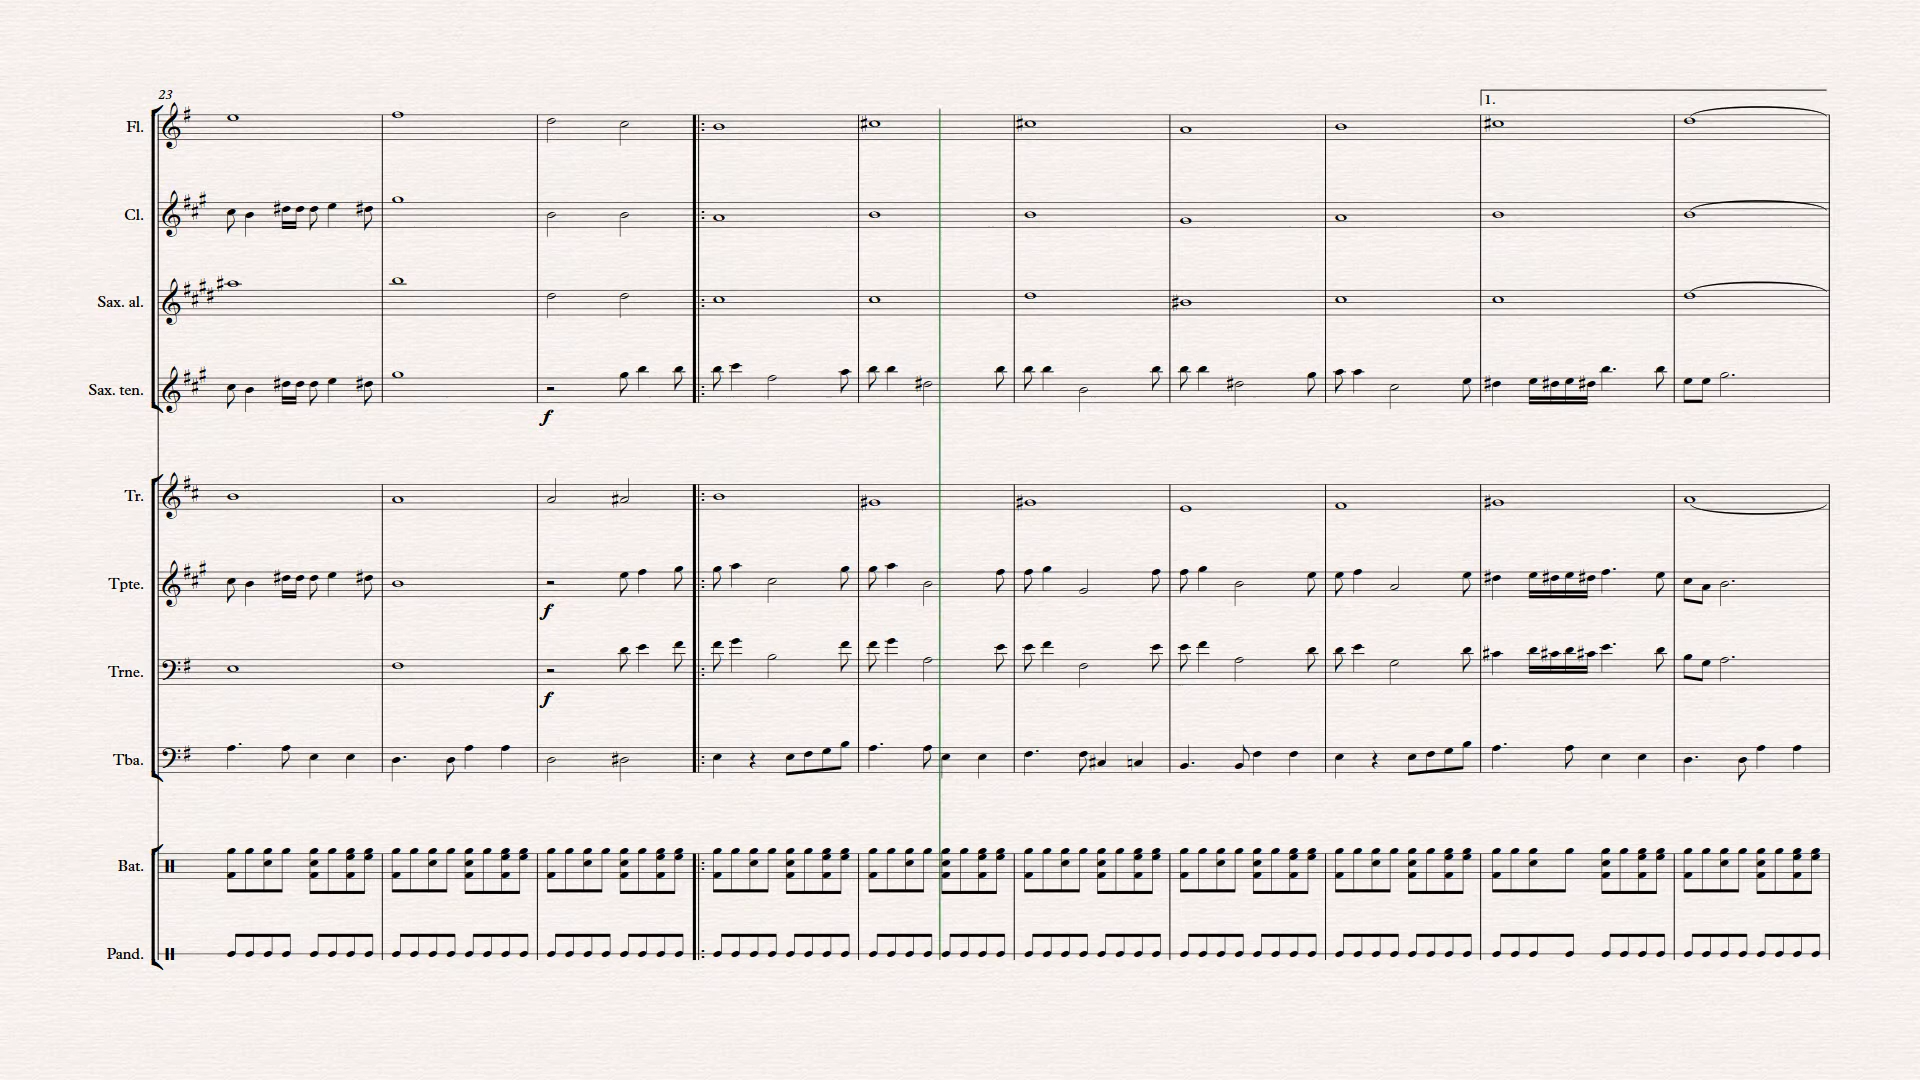 23
1.
Fl.
Cl.
Sax. al.
Sax. ten.
f
Tr.
Tpte.
f
Trne.
f
Tba.
Bat.
Pand.